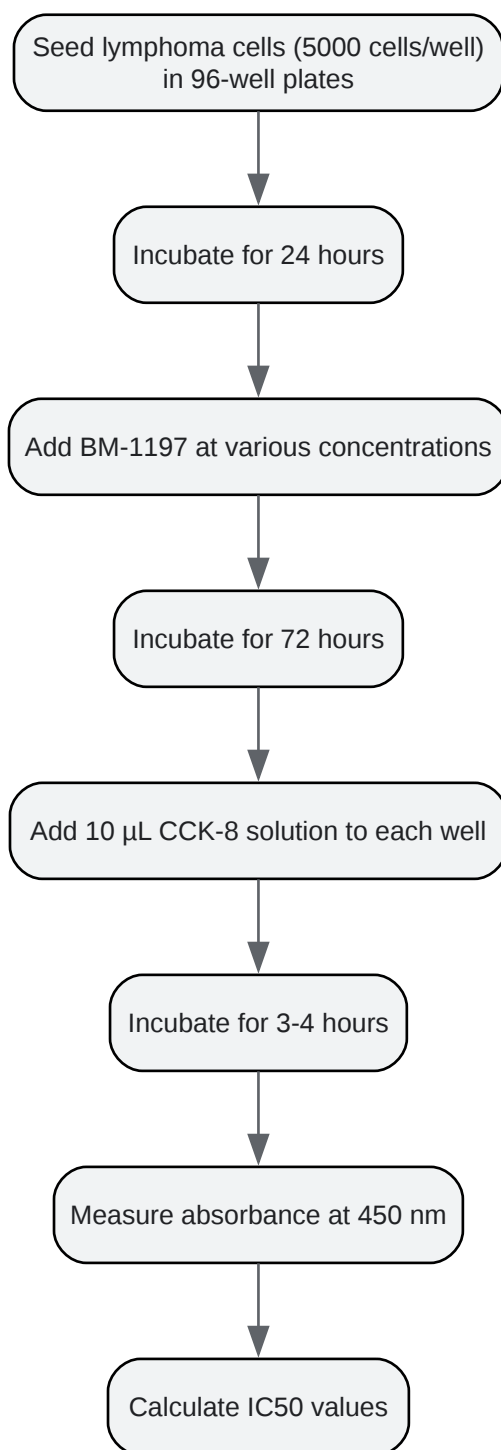 Seed lymphoma cells (5000 cells/well)
in 96-well plates
Incubate for 24 hours
Add BM-1197 at various concentrations
Incubate for 72 hours
Add 10 µL CCK-8 solution to each well
Incubate for 3-4 hours
Measure absorbance at 450 nm
Calculate IC50 values